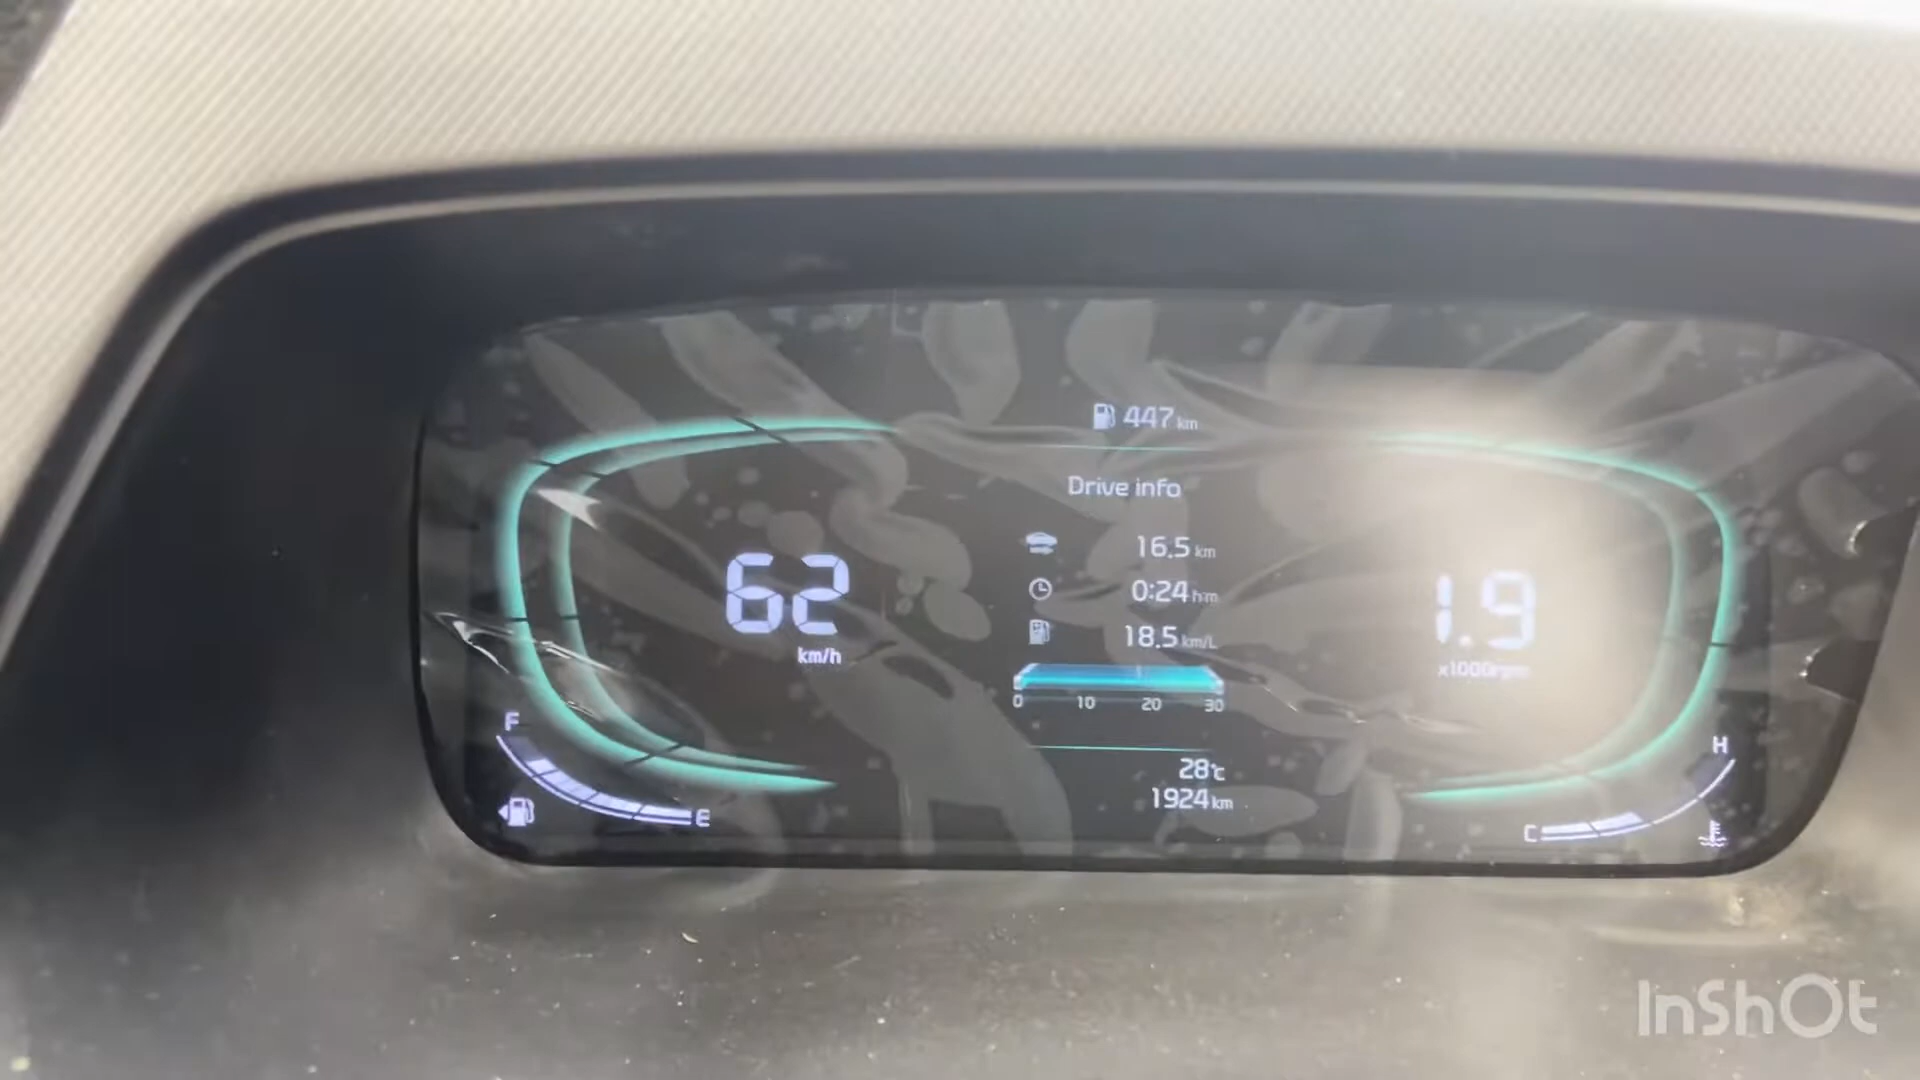 447 km
Drive info
16.5 km
0:24 h:m
18.5 km/L
0 10 20 30
62
km/h
1.9
x1000rpm
F
E
28°c
1924 km
H
C
InShOt